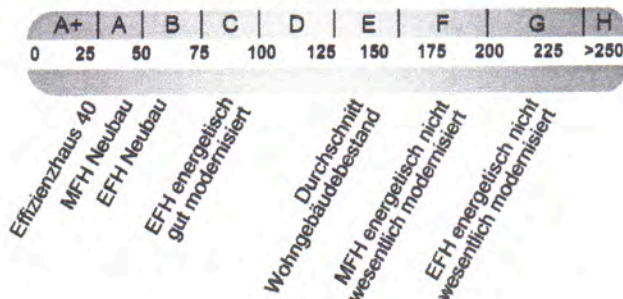 A+ A B C D E F G H
0 25 50 75 100 125 150 175 200 225 >250
Effizienzhaus 40
MFH Neubau
EFH Neubau
EFH energetisch
gut modernisiert
Durchschnitt
Wohngebäudebestand
MFH energetisch nicht
wesentlich modernisiert
EFH energetisch nicht
wesentlich modernisiert